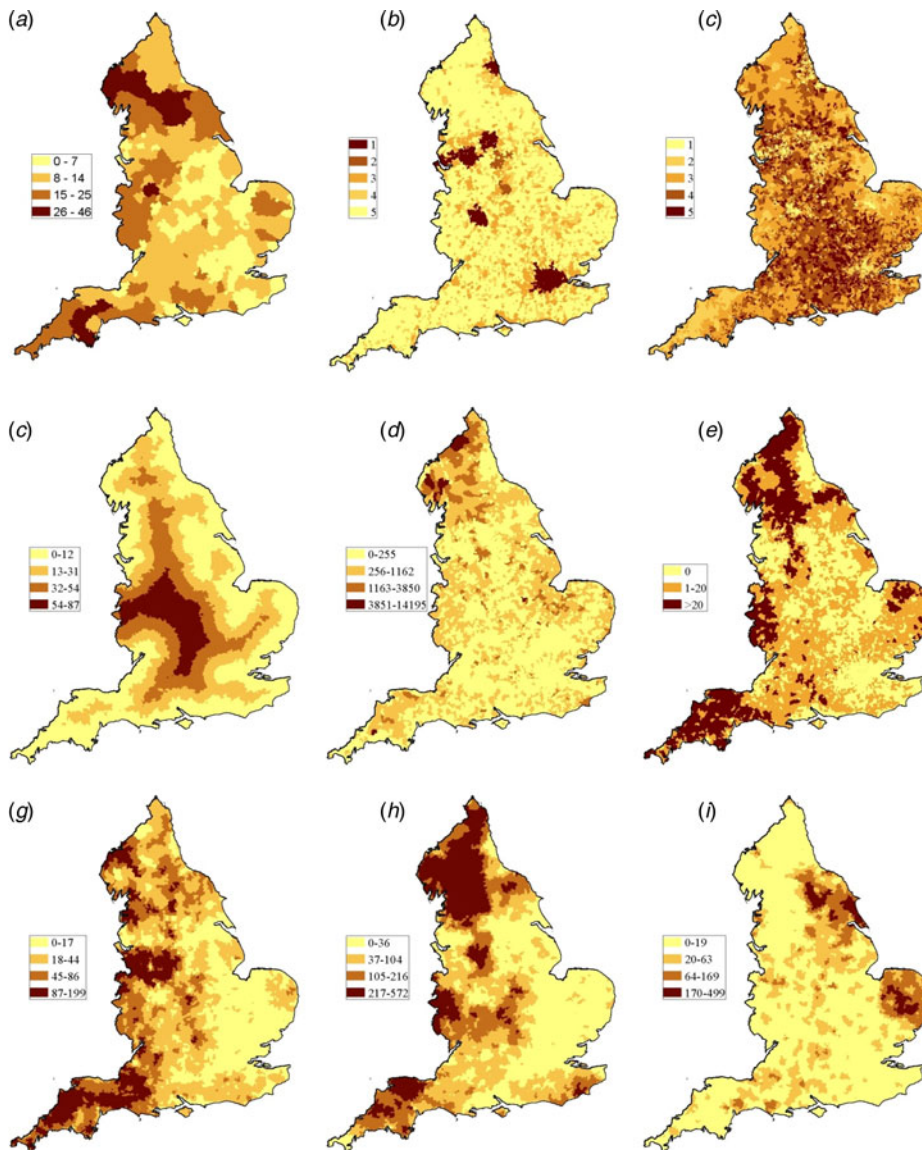 (a)
0 - 7
8 - 14
15 - 25
26 - 46
(b)
1
2
3
4
5
(c)
1
2
3
4
5
(c)
0-12
13-31
32-54
54-87
(d)
0-255
256-1162
1163-3850
3851-14195
(e)
0
1-20
>20
(g)
0-17
18-44
45-86
87-199
(h)
0-36
37-104
105-216
217-572
(i)
0-19
20-63
64-169
170-499